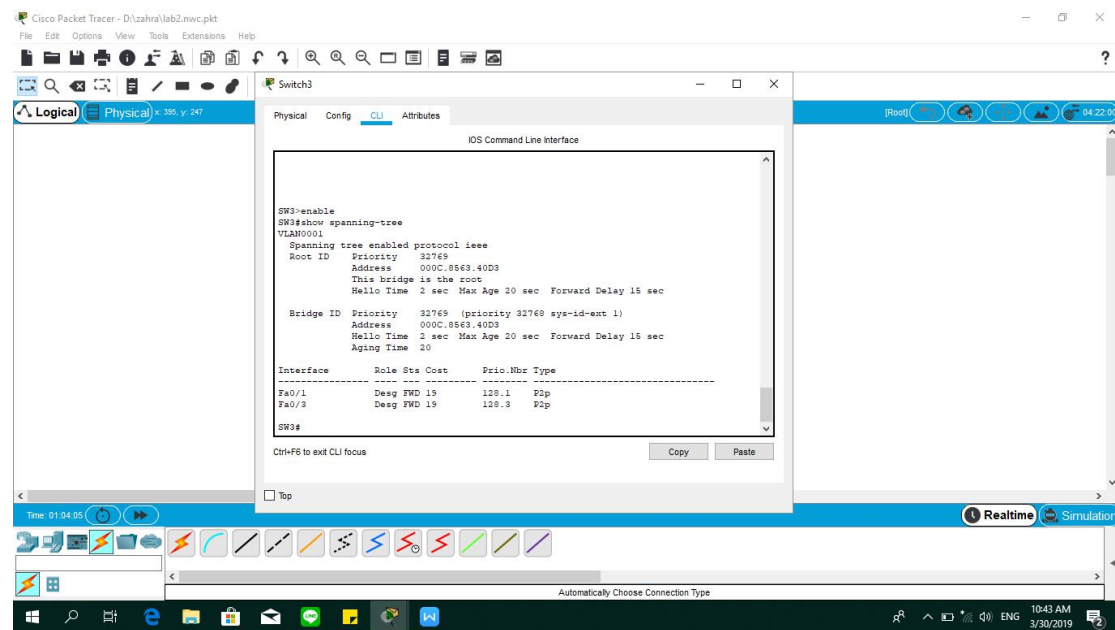 Cisco Packet Tracer - D:\zahra\lab2.nwc.pkt
File Edit Options View Tools Extensions Help
?
Switch3
Logical Physical x: 395, y: 247
[Root] 04:22:00
Physical Config CLI Attributes
IOS Command Line Interface
SW3>enable
SW3#show spanning-tree
VLAN0001
Spanning tree enabled protocol ieee
Root ID Priority 32769
Address 000C.8563.40D3
This bridge is the root
Hello Time 2 sec Max Age 20 sec Forward Delay 15 sec
Bridge ID Priority 32769 (priority 32768 sys-id-ext 1)
Address 000C.8563.40D3
Hello Time 2 sec Max Age 20 sec Forward Delay 15 sec
Aging Time 20
Interface Role Sts Cost Prio.Nbr Type
---------------- ---- --- --------- -------- --------------------------------
Fa0/1 Desg FWD 19 128.1 P2p
Fa0/3 Desg FWD 19 128.3 P2p
SW3#
Ctrl+F6 to exit CLI focus
Copy Paste
Top
Time: 01:04:05
Realtime Simulation
Automatically Choose Connection Type
ENG
10:43 AM
3/30/2019
2